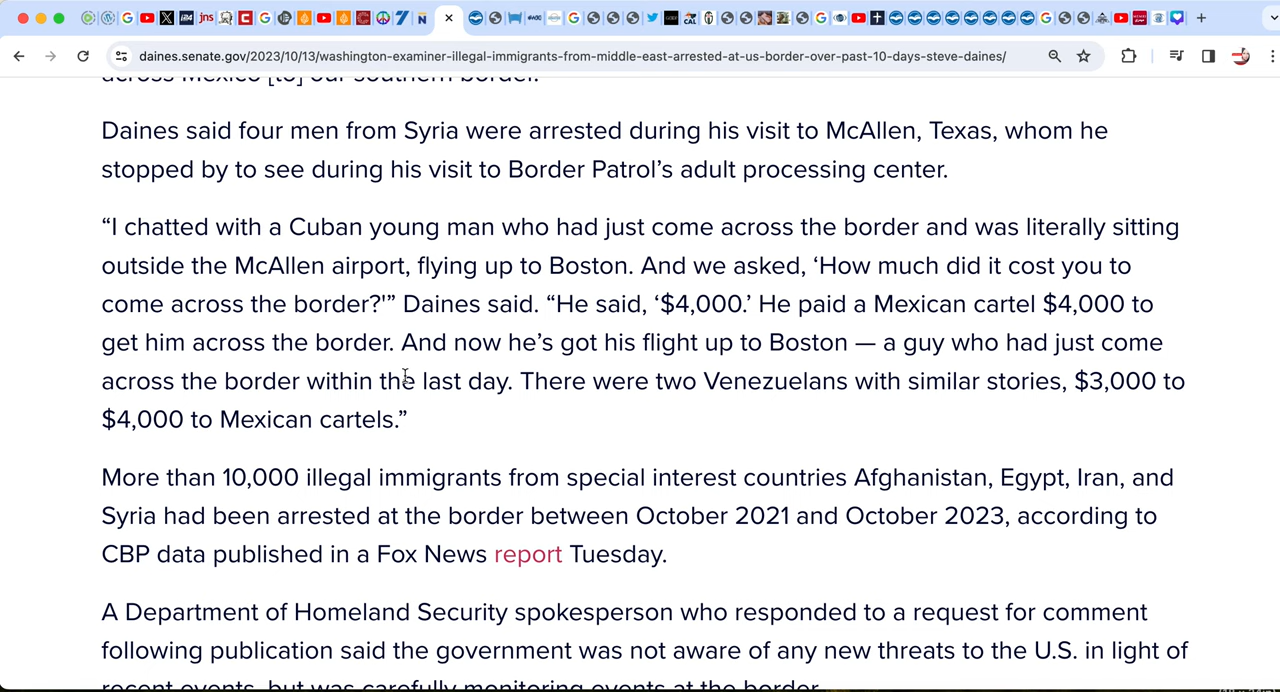 daines.senate.gov/2023/10/13/washington-examiner-illegal-immigrants-from-middle-east-arrested-at-us-border-over-past-10-days-steve-daines/
across Mexico [to] our southern border.
Daines said four men from Syria were arrested during his visit to McAllen, Texas, whom he
stopped by to see during his visit to Border Patrol’s adult processing center.
“I chatted with a Cuban young man who had just come across the border and was literally sitting
outside the McAllen airport, flying up to Boston. And we asked, ‘How much did it cost you to
come across the border?'” Daines said. “He said, ‘$4,000.’ He paid a Mexican cartel $4,000 to
get him across the border. And now he’s got his flight up to Boston — a guy who had just come
across the border within the last day. There were two Venezuelans with similar stories, $3,000 to
$4,000 to Mexican cartels.”
More than 10,000 illegal immigrants from special interest countries Afghanistan, Egypt, Iran, and
Syria had been arrested at the border between October 2021 and October 2023, according to
CBP data published in a Fox News report Tuesday.
A Department of Homeland Security spokesperson who responded to a request for comment
following publication said the government was not aware of any new threats to the U.S. in light of
recent events, but was carefully monitoring events at the border.